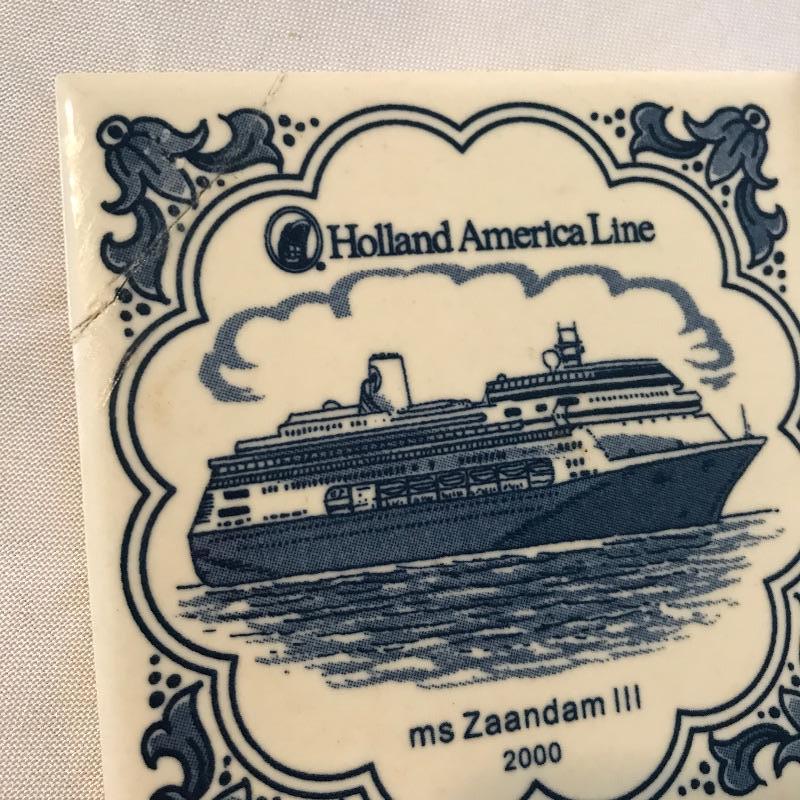 Holland America Line
ms Zaandam III
2000